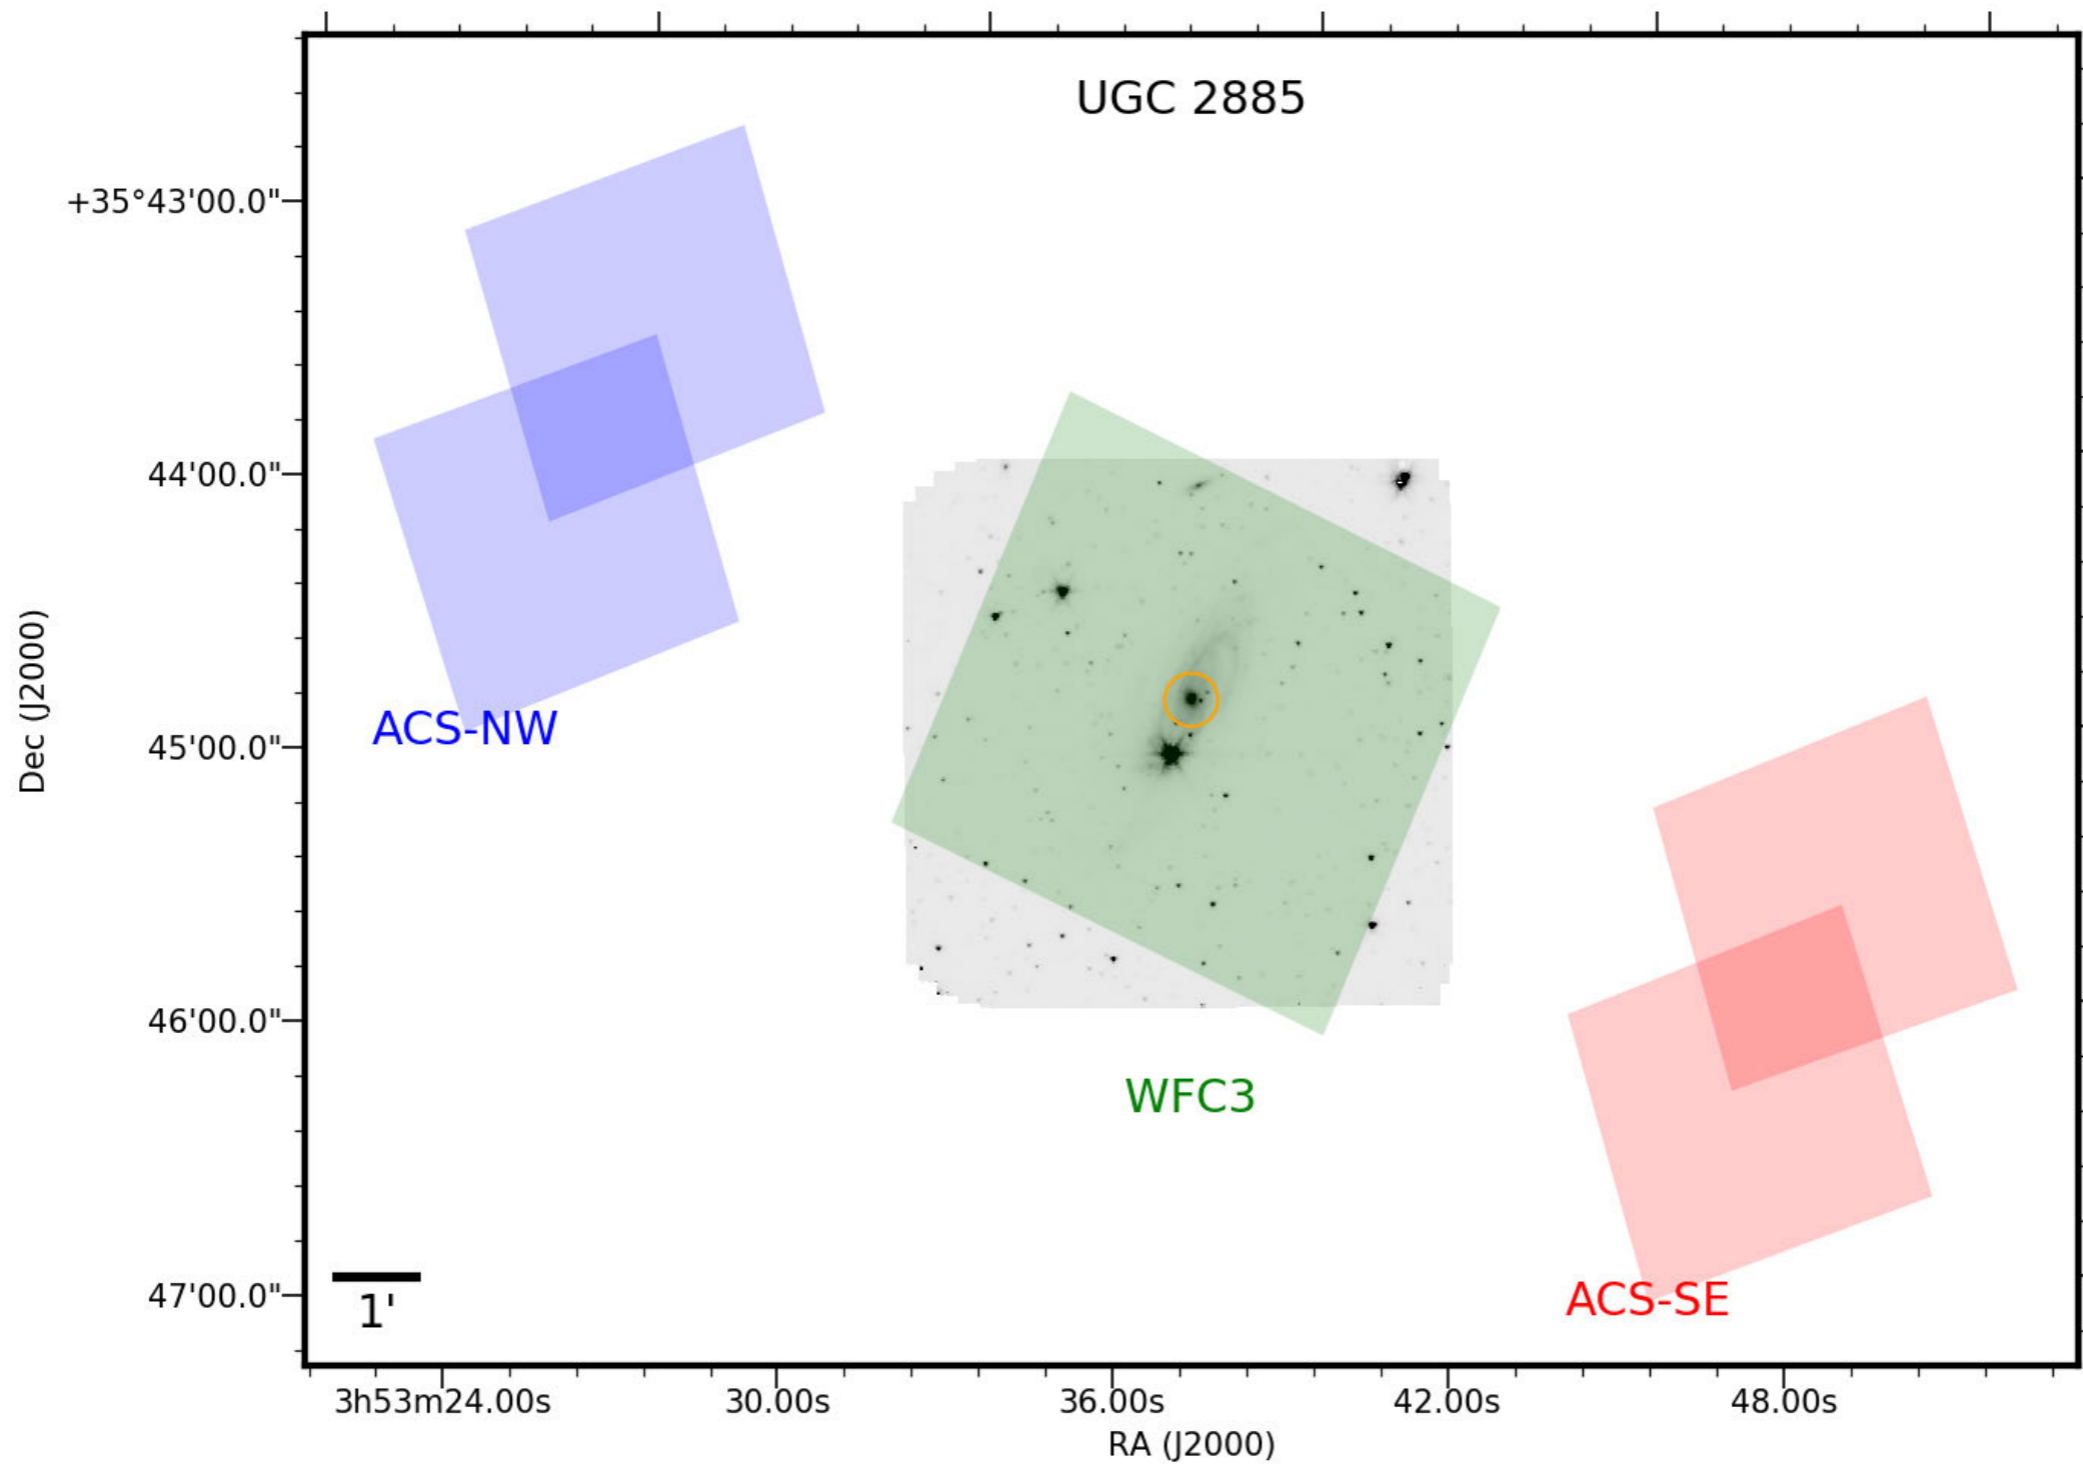 UGC 2885
+35°43'00.0"
44'00.0"
45'00.0"
46'00.0"
47'00.0"
Dec (J2000)
ACS-NW
WFC3
ACS-SE
1'
3h53m24.00s 30.00s 36.00s 42.00s 48.00s
RA (J2000)